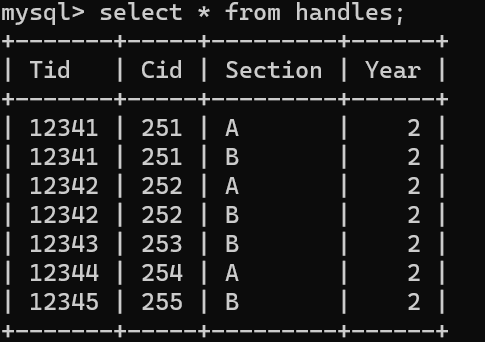 mysql> select * from handles;
+-------+-----+---------+------+
| Tid   | Cid | Section | Year |
+-------+-----+---------+------+
| 12341 | 251 | A       |    2 |
| 12341 | 251 | B       |    2 |
| 12342 | 252 | A       |    2 |
| 12342 | 252 | B       |    2 |
| 12343 | 253 | B       |    2 |
| 12344 | 254 | A       |    2 |
| 12345 | 255 | B       |    2 |
+-------+-----+---------+------+